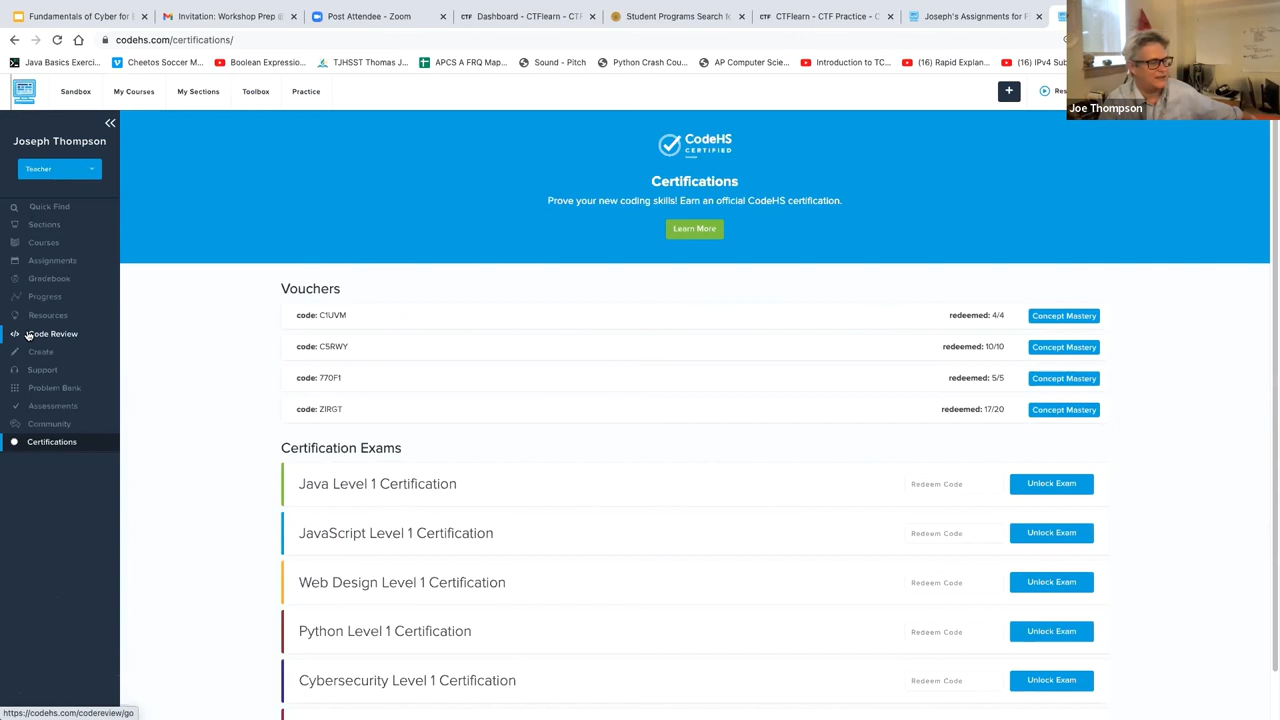 Fundamentals of Cyber for E
Invitation: Workshop Prep @
Post Attendee - Zoom
Dashboard - CTFlearn - CTF
Student Programs Search fo
CTFlearn - CTF Practice - C
Joseph's Assignments for F
codehs.com/certifications/
Java Basics Exerci...
Cheetos Soccer M...
Boolean Expressio...
TJHSST Thomas J...
APCS A FRQ Map...
Sound - Pitch
Python Crash Cou...
AP Computer Scie...
Introduction to TC...
(16) Rapid Explan...
(16) IPv4 Sub
Sandbox
My Courses
My Sections
Toolbox
Practice
+
Res
Joe Thompson
Joseph Thompson
Teacher
Quick Find
Sections
Courses
Assignments
Gradebook
Progress
Resources
Code Review
Create
Support
Problem Bank
Assessments
Community
Certifications
CodeHS
CERTIFIED
Certifications
Prove your new coding skills! Earn an official CodeHS certification.
Learn More
Vouchers
code: C1UVM redeemed: 4/4 Concept Mastery
code: C5RWY redeemed: 10/10 Concept Mastery
code: 770F1 redeemed: 5/5 Concept Mastery
code: ZIRGT redeemed: 17/20 Concept Mastery
Certification Exams
Java Level 1 Certification Redeem Code Unlock Exam
JavaScript Level 1 Certification Redeem Code Unlock Exam
Web Design Level 1 Certification Redeem Code Unlock Exam
Python Level 1 Certification Redeem Code Unlock Exam
Cybersecurity Level 1 Certification Redeem Code Unlock Exam
https://codehs.com/codereview/go